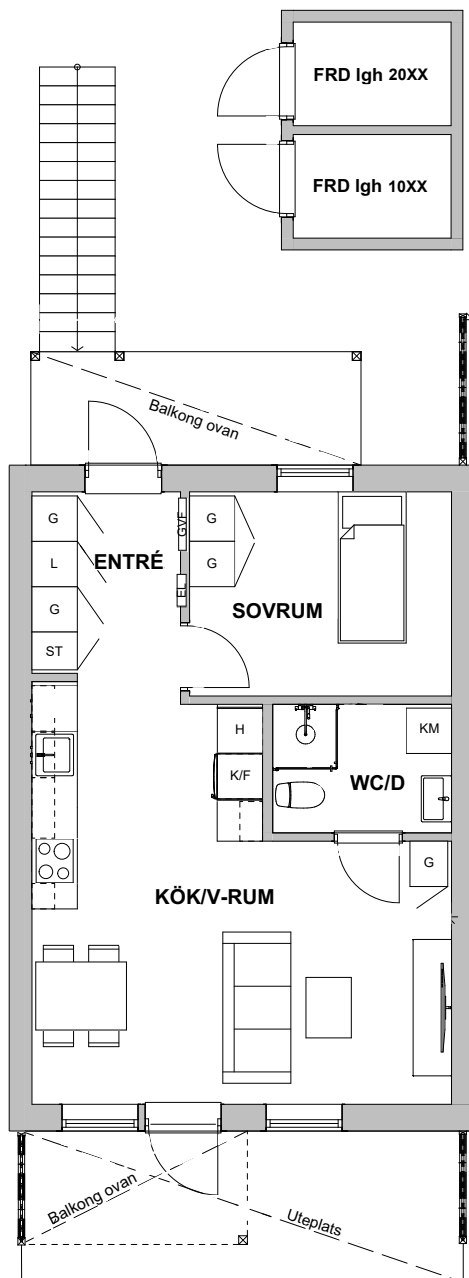 FRD lgh 20XX
FRD lgh 10XX
Balkong ovan
G
L
G
ST
ENTRÉ
GVF
EL
G
G
SOVRUM
H
K/F
KM
WC/D
G
KÖK/V-RUM
Balkong ovan
Uteplats